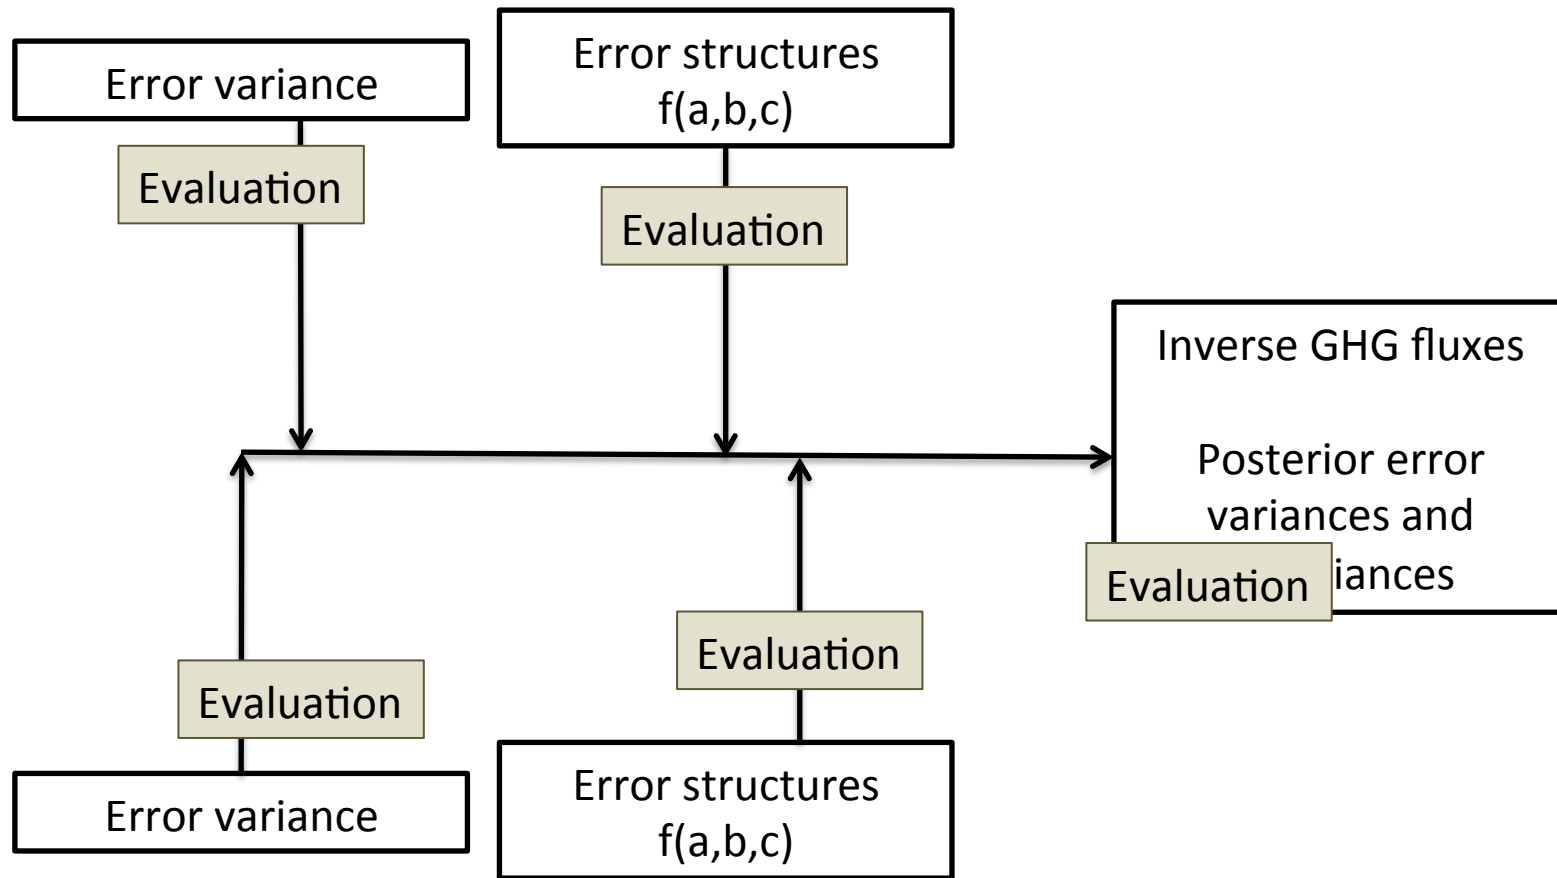 Error variance
Error structures
f(a,b,c)
Evaluation
Evaluation
Inverse GHG fluxes
Posterior error
variances and
iances
Evaluation
Evaluation
Evaluation
Error variance
Error structures
f(a,b,c)